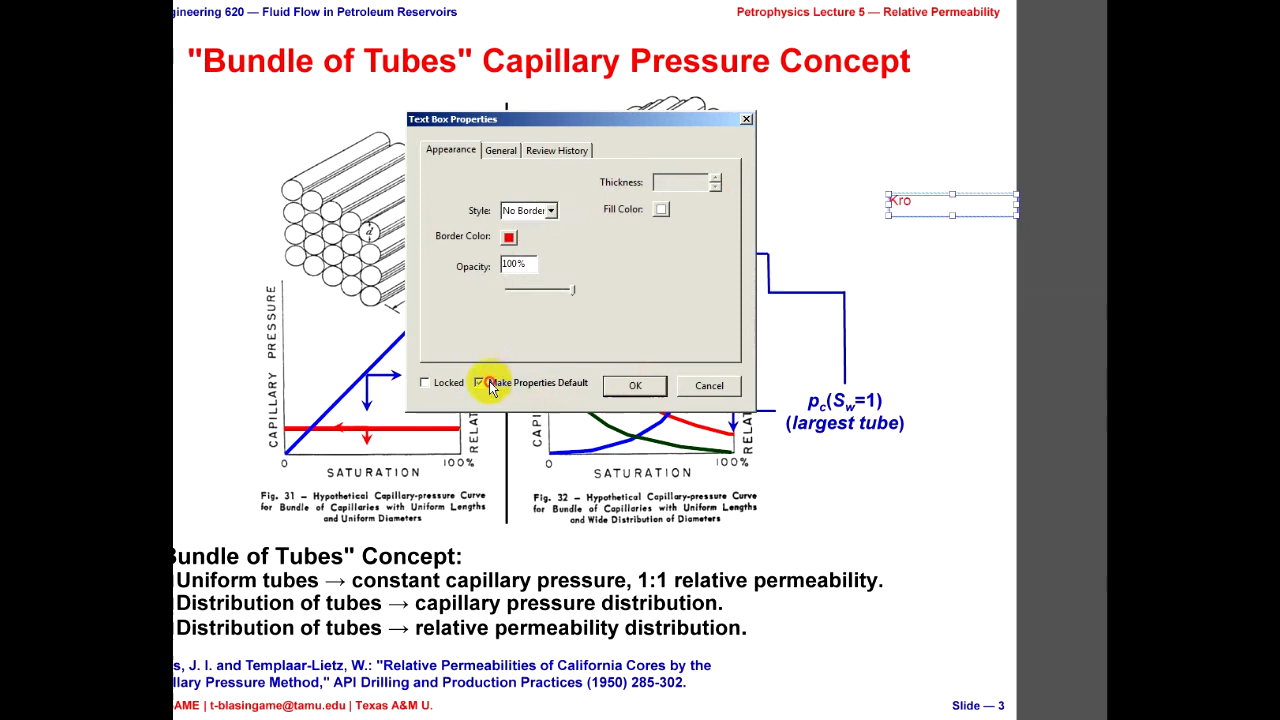 gineering 620 — Fluid Flow in Petroleum Reservoirs
Petrophysics Lecture 5 — Relative Permeability
"Bundle of Tubes" Capillary Pressure Concept
Text Box Properties
Appearance
General
Review History
Thickness:
Style:
No Border
Fill Color:
Border Color:
Opacity:
100%
Locked
Make Properties Default
OK
Cancel
Kro
d
CAPILLARY PRESSURE
RELAT
0
100%
SATURATION
CAPI
RELAT
0
100%
SATURATION
pc(Sw=1)
(largest tube)
Fig. 31 – Hypothetical Capillary-pressure Curve
for Bundle of Capillaries with Uniform Lengths
and Uniform Diameters
Fig. 32 – Hypothetical Capillary-pressure Curve
for Bundle of Capillaries with Uniform Lengths
and Wide Distribution of Diameters
Bundle of Tubes" Concept:
Uniform tubes → constant capillary pressure, 1:1 relative permeability.
Distribution of tubes → capillary pressure distribution.
Distribution of tubes → relative permeability distribution.
s, J. I. and Templaar-Lietz, W.: "Relative Permeabilities of California Cores by the
llary Pressure Method," API Drilling and Production Practices (1950) 285-302.
AME | t-blasingame@tamu.edu | Texas A&M U.
Slide — 3